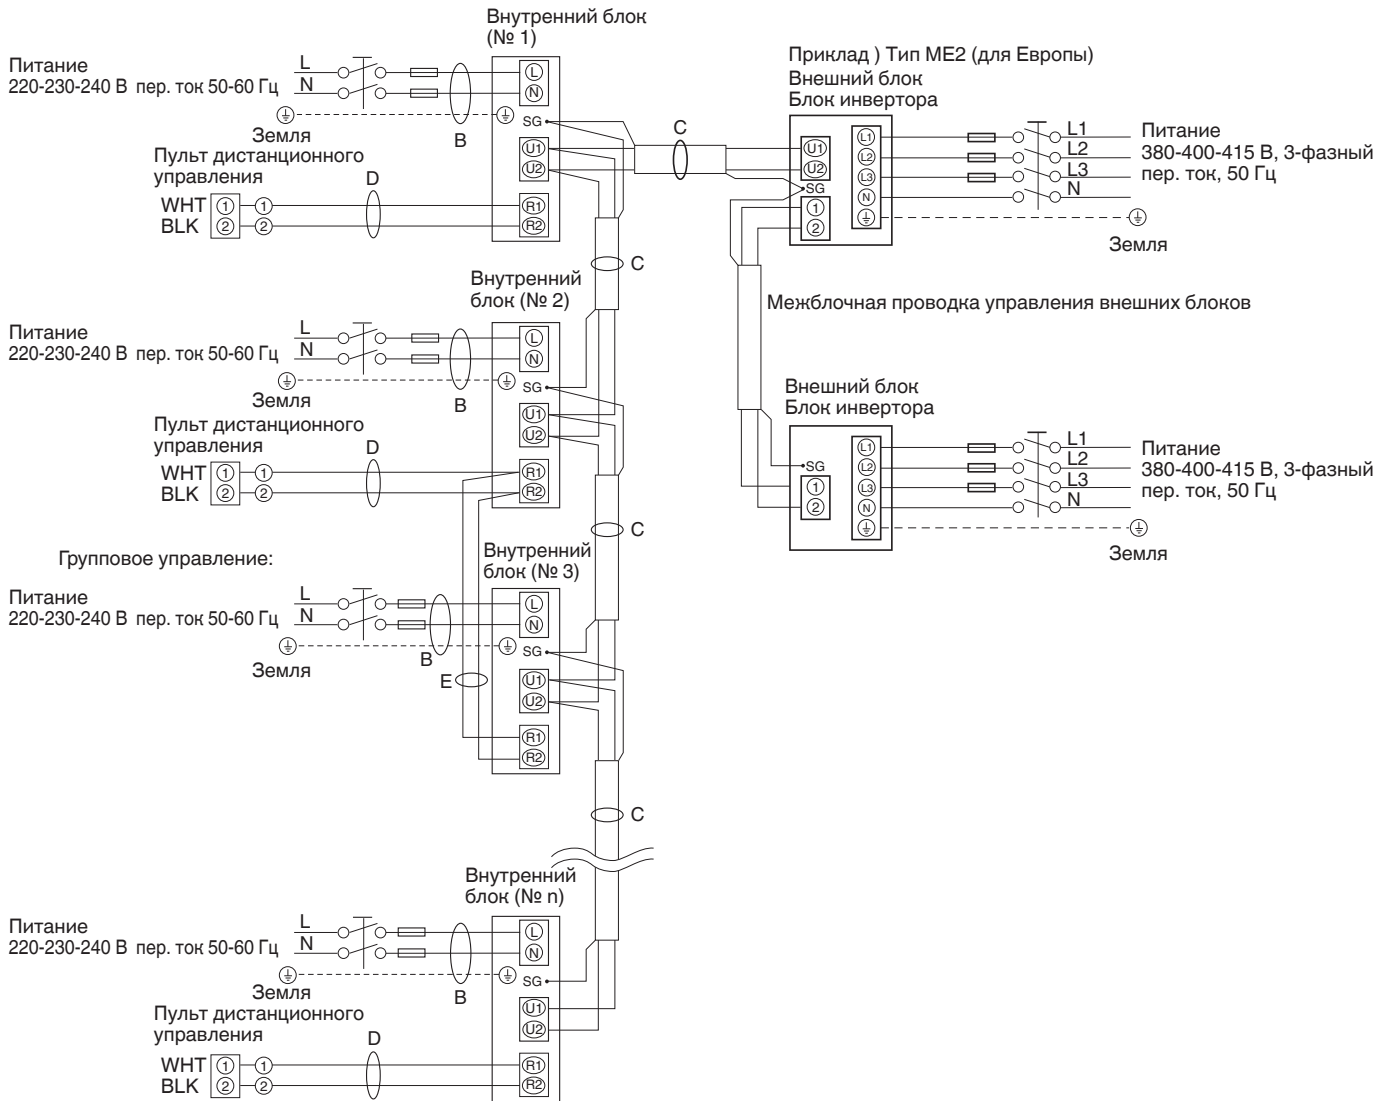 Внутренний блок
(№ 1)
Питание
220-230-240 В пер. ток 50-60 Гц
L
N
Земля
B
L
N
SG
U1
U2
R1
R2
Пульт дистанционного
управления
D
WHT 1 1
BLK 2 2
C
Приклад ) Тип ME2 (для Европы)
Внешний блок
Блок инвертора
U1
U2
SG
1
2
L1
L2
L3
N
L1
L2
L3
N
Питание
380-400-415 В, 3-фазный
пер. ток, 50 Гц
Земля
C
Межблочная проводка управления внешних блоков
Внутренний
блок (№ 2)
Питание
220-230-240 В пер. ток 50-60 Гц
L
N
Земля
B
L
N
SG
U1
U2
R1
R2
Пульт дистанционного
управления
D
WHT 1 1
BLK 2 2
C
Внешний блок
Блок инвертора
SG
1
2
L1
L2
L3
N
L1
L2
L3
N
Питание
380-400-415 В, 3-фазный
пер. ток, 50 Гц
Земля
Групповое управление:
Внутренний
блок (№ 3)
Питание
220-230-240 В пер. ток 50-60 Гц
L
N
Земля
B
E
L
N
SG
U1
U2
R1
R2
C
Внутренний
блок (№ n)
Питание
220-230-240 В пер. ток 50-60 Гц
L
N
Земля
B
L
N
SG
U1
U2
R1
R2
Пульт дистанционного
управления
D
WHT 1 1
BLK 2 2